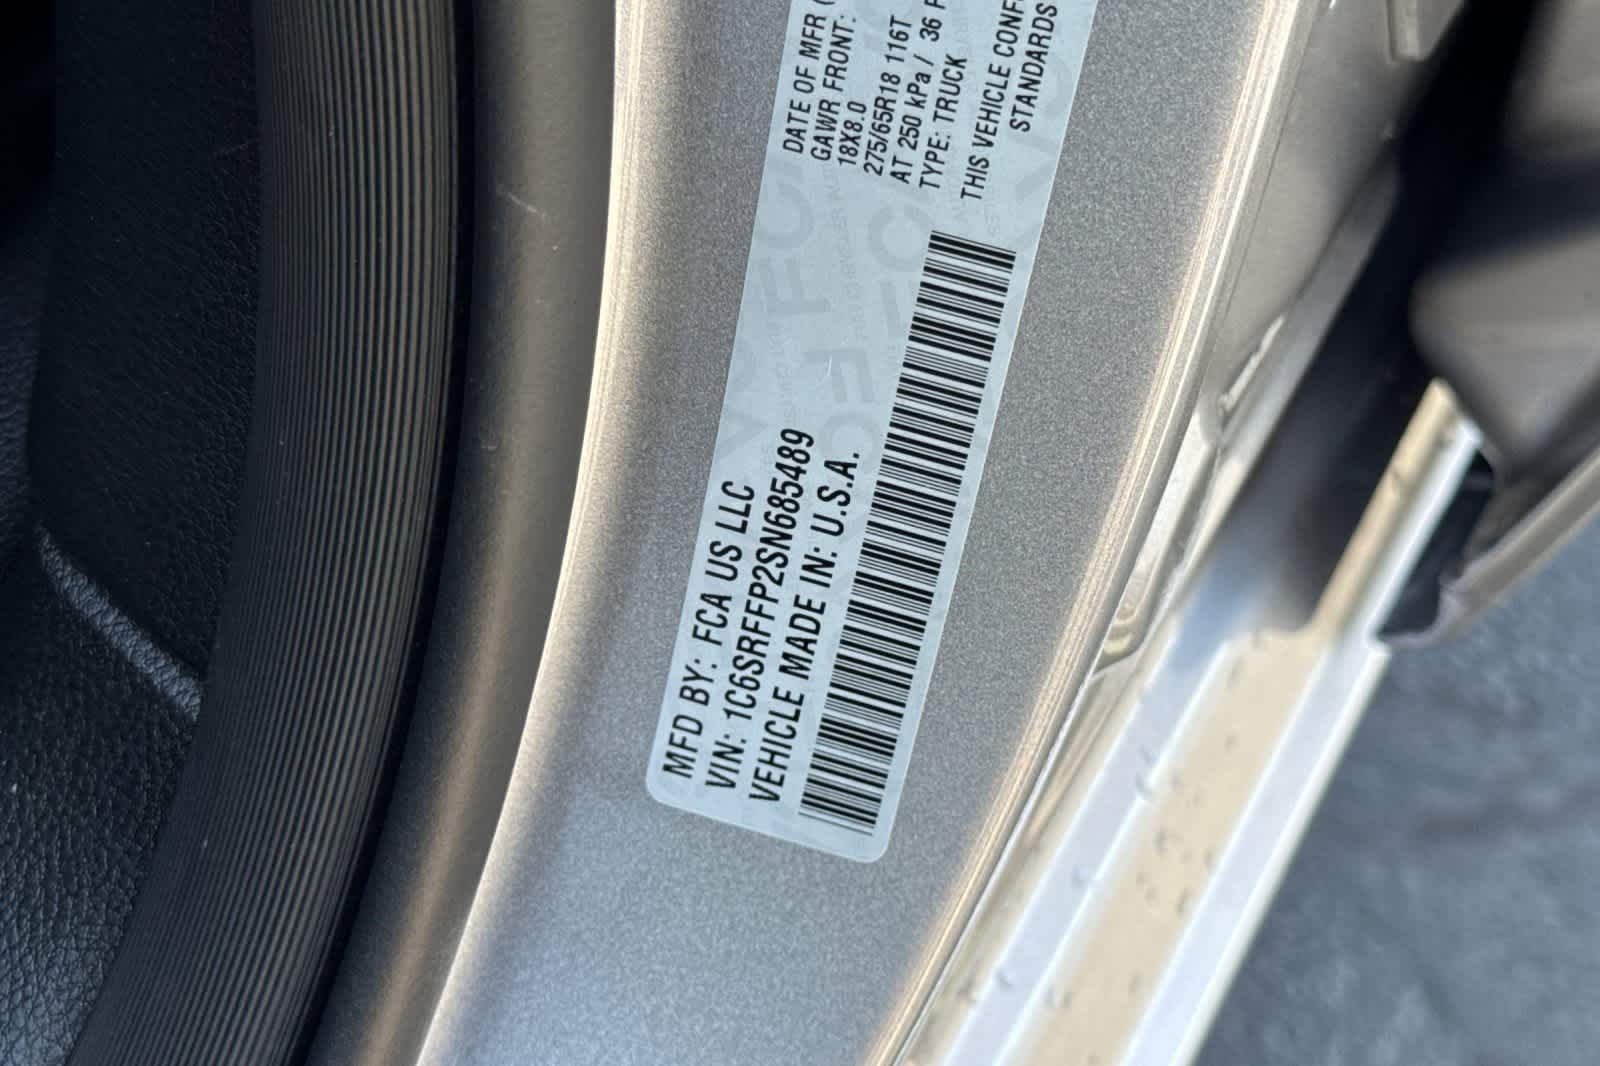 MFD BY: FCA US LLC
VIN: 1C6SRFFP2SN685489
VEHICLE MADE IN: U.S.A.
DATE OF MFR
GAWR FRONT:
18X8.0
275/65R18 116T
AT 250 kPa / 36
TYPE: TRUCK
THIS VEHICLE
STANDARDS